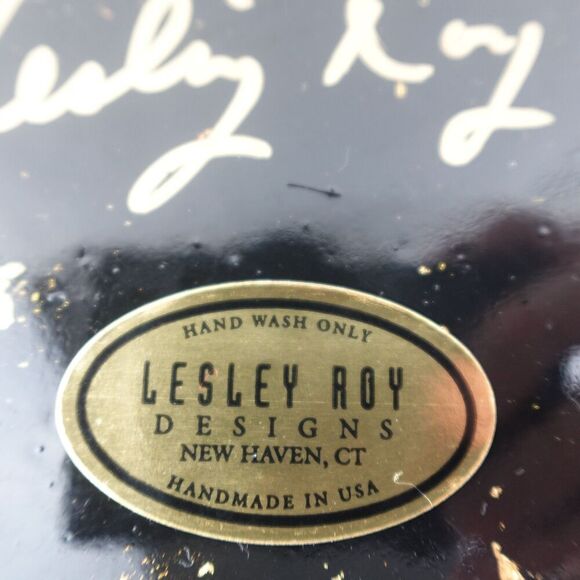 Lesley Roy
HAND WASH ONLY
LESLEY ROY
DESIGNS
NEW HAVEN, CT
HANDMADE IN USA